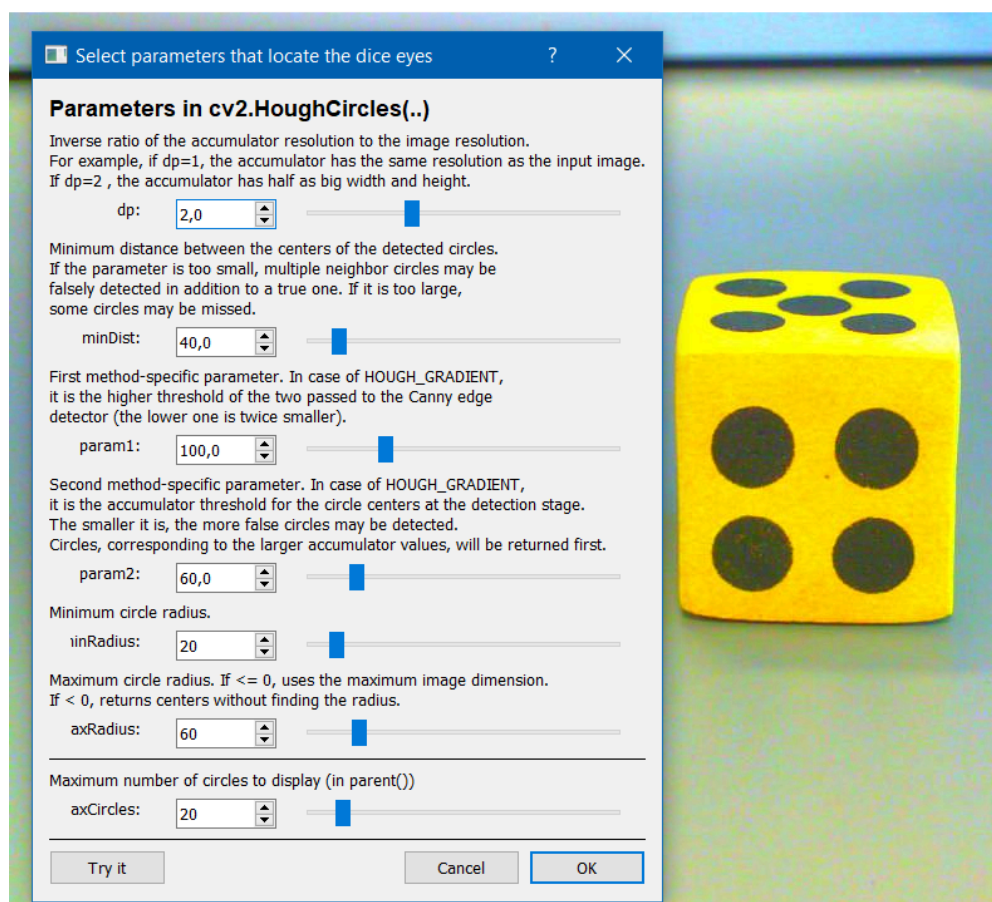 Select parameters that locate the dice eyes
Parameters in cv2.HoughCircles(..)
Inverse ratio of the accumulator resolution to the image resolution.
For example, if dp=1, the accumulator has the same resolution as the input image.
If dp=2 , the accumulator has half as big width and height.
dp: 2,0
Minimum distance between the centers of the detected circles.
If the parameter is too small, multiple neighbor circles may be
falsely detected in addition to a true one. If it is too large,
some circles may be missed.
minDist: 40,0
First method-specific parameter. In case of HOUGH_GRADIENT,
it is the higher threshold of the two passed to the Canny edge
detector (the lower one is twice smaller).
param1: 100,0
Second method-specific parameter. In case of HOUGH_GRADIENT,
it is the accumulator threshold for the circle centers at the detection stage.
The smaller it is, the more false circles may be detected.
Circles, corresponding to the larger accumulator values, will be returned first.
param2: 60,0
Minimum circle radius.
inRadius: 20
Maximum circle radius. If <= 0, uses the maximum image dimension.
If < 0, returns centers without finding the radius.
axRadius: 60
Maximum number of circles to display (in parent())
axCircles: 20
Try it Cancel OK